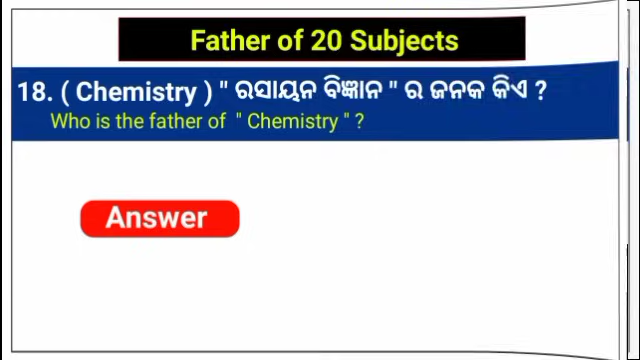 Father of 20 Subjects
18. ( Chemistry ) " ରସାୟନ ବିଜ୍ଞାନ " ର ଜନକ କିଏ ?
Who is the father of " Chemistry " ?
Answer